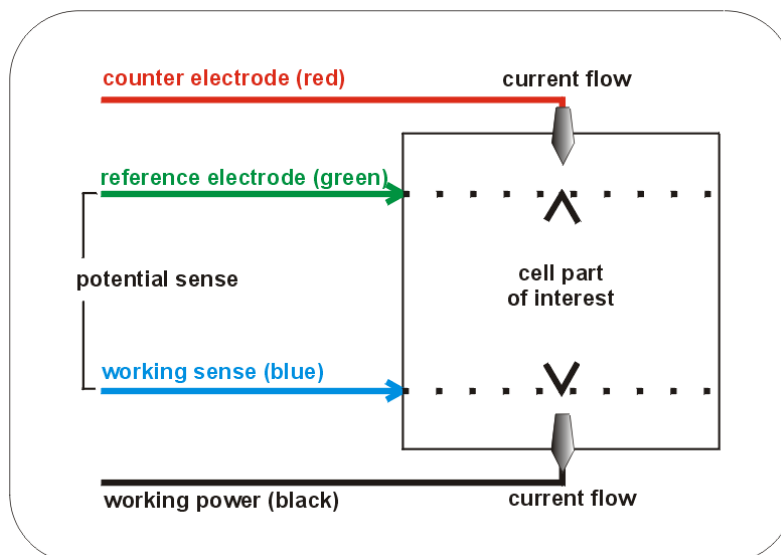 counter electrode (red)
current flow
reference electrode (green)
potential sense
cell part
of interest
working sense (blue)
working power (black)
current flow